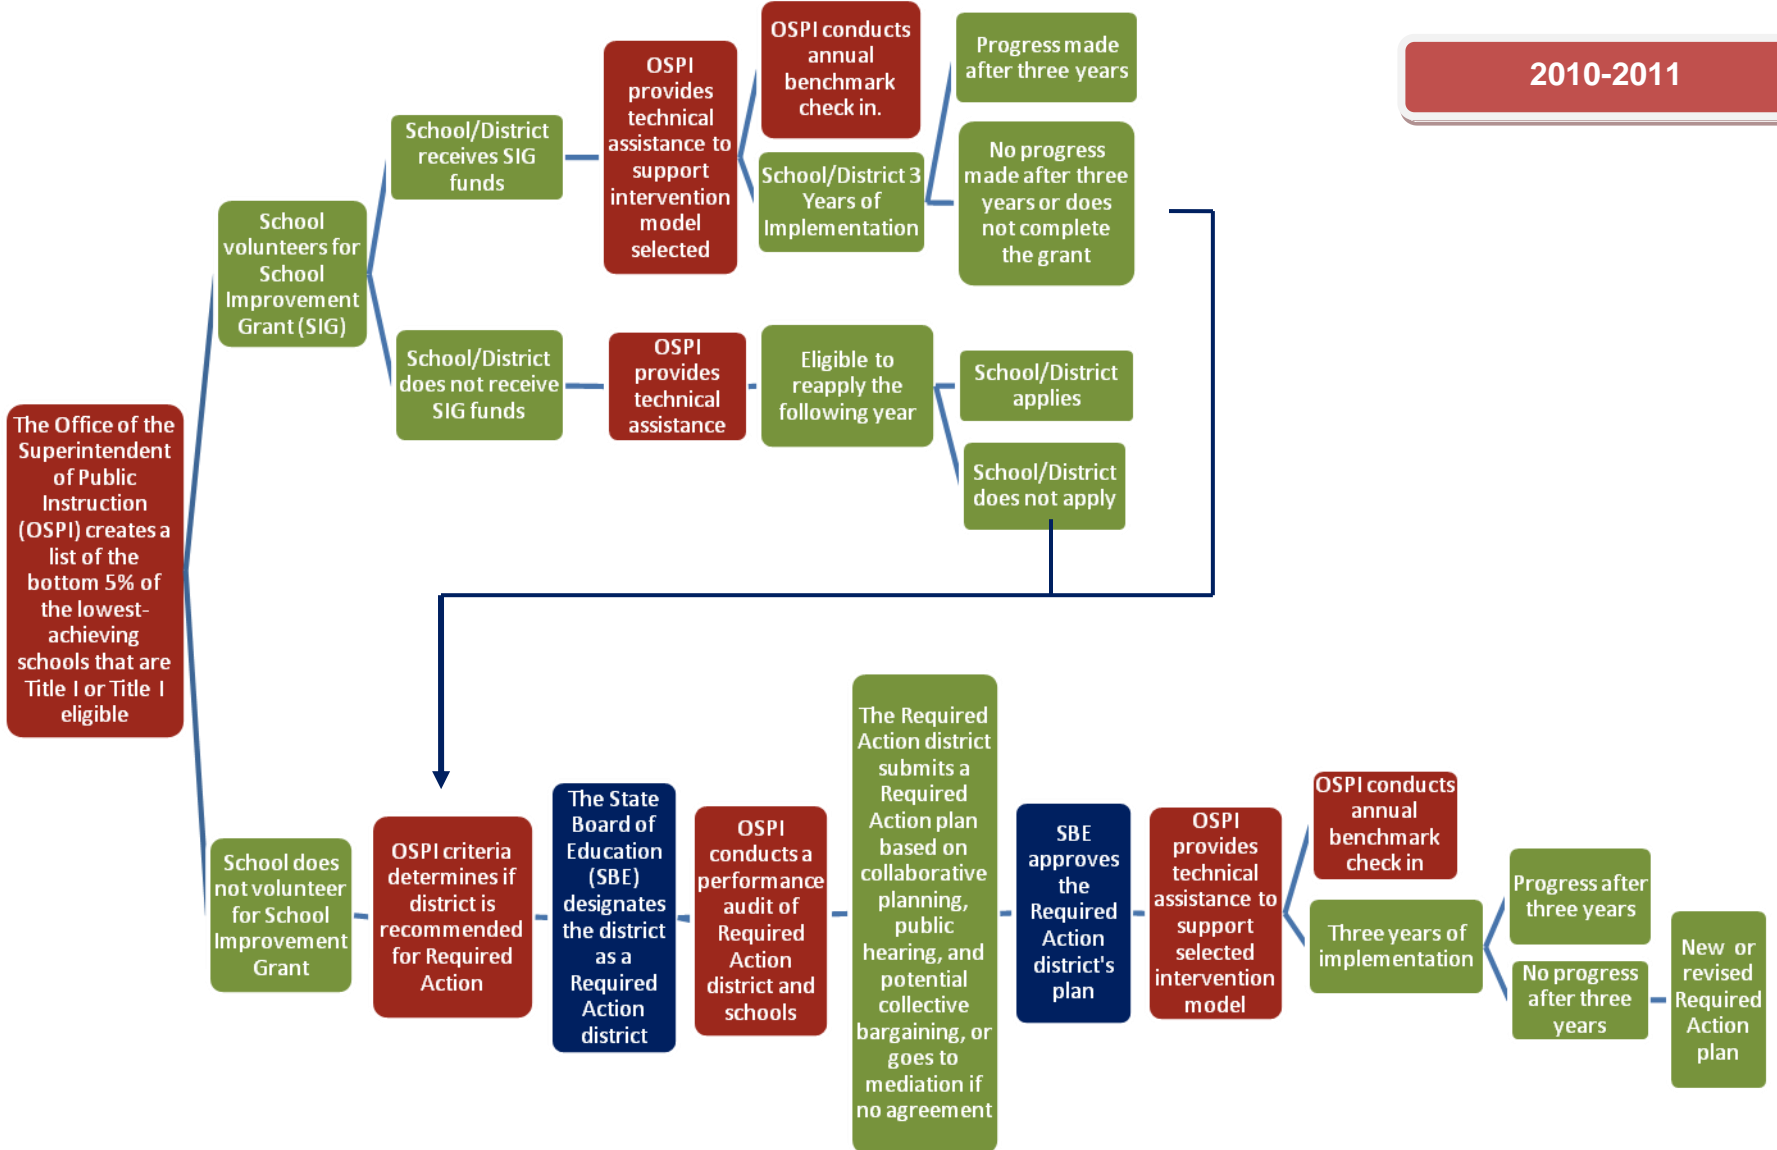 2010-2011
The Office of the
Superintendent
of Public
Instruction
(OSPI) creates a
list of the
bottom 5% of
the lowest-
achieving
schools that are
Title I or Title I
eligible
School
volunteers for
School
Improvement
Grant (SIG)
School/District
receives SIG
funds
OSPI
provides
technical
assistance to
support
intervention
model
selected
OSPI conducts
annual
benchmark
check in.
School/District 3
Years of
Implementation
Progress made
after three years
No progress
made after three
years or does
not complete
the grant
School/District
does not receive
SIG funds
OSPI
provides
technical
assistance
Eligible to
reapply the
following year
School/District
applies
School/District
does not apply
School does
not volunteer
for School
Improvement
Grant
OSPI criteria
determines if
district is
recommended
for Required
Action
The State
Board of
Education
(SBE)
designates
the district
as a
Required
Action
district
OSPI
conducts a
performance
audit of
Required
Action
district and
schools
The Required
Action district
submits a
Required
Action plan
based on
collaborative
planning,
public
hearing, and
potential
collective
bargaining, or
goes to
mediation if
no agreement
SBE
approves
the
Required
Action
district's
plan
OSPI
provides
technical
assistance to
support
selected
intervention
model
OSPI conducts
annual
benchmark
check in
Three years of
implementation
Progress after
three years
No progress
after three
years
New or
revised
Required
Action
plan